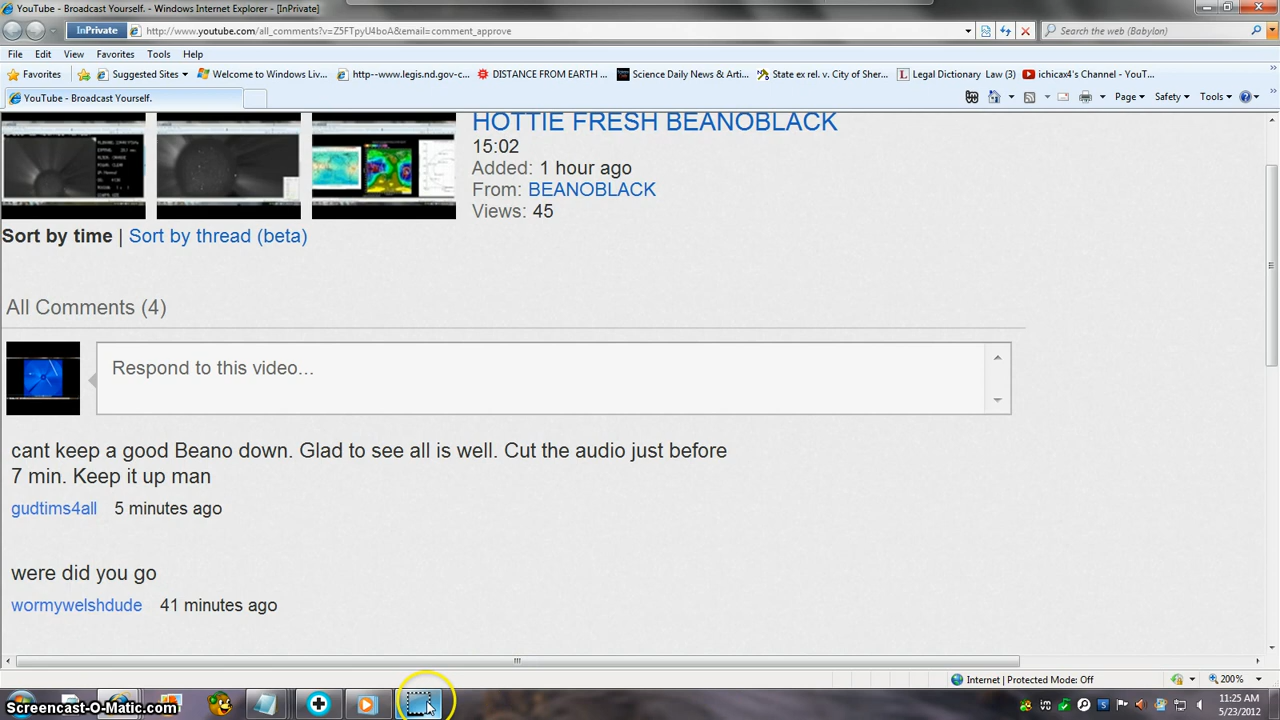 YouTube - Broadcast Yourself. - Windows Internet Explorer - [InPrivate]
InPrivate http://www.youtube.com/all_comments?v=Z5FTpyU4boA&email=comment_approve Search the web (Babylon)
File Edit View Favorites Tools Help
Favorites Suggested Sites Welcome to Windows Liv... http--www.legis.nd.gov-c... DISTANCE FROM EARTH ... Science Daily News & Arti... State ex rel. v. City of Sher... Legal Dictionary Law (3) ichicax4's Channel - YouT...
YouTube - Broadcast Yourself. Page Safety Tools
HOTTIE FRESH BEANOBLACK
15:02
Added: 1 hour ago
From: BEANOBLACK
Views: 45
Sort by time | Sort by thread (beta)
All Comments (4)
Respond to this video...
cant keep a good Beano down. Glad to see all is well. Cut the audio just before
7 min. Keep it up man
gudtims4all 5 minutes ago
were did you go
wormywelshdude 41 minutes ago
Internet | Protected Mode: Off 200%
11:25 AM
Screencast-O-Matic.com
5/23/2012